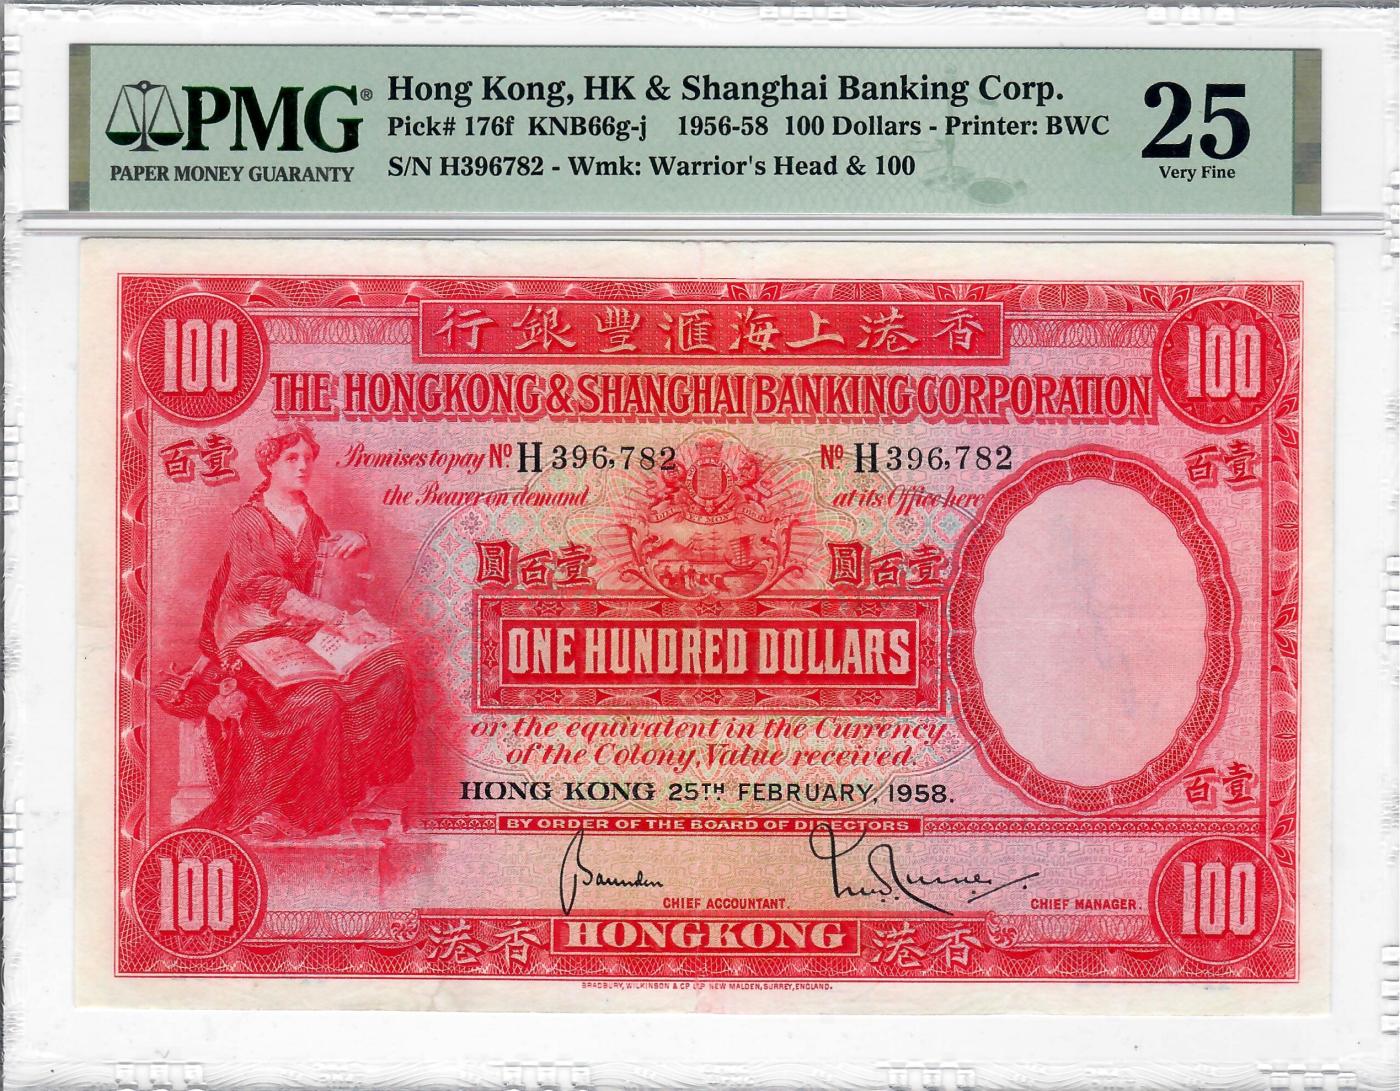 PMG®
PAPER MONEY GUARANTY
Hong Kong, HK & Shanghai Banking Corp.
Pick# 176f KNB66g-j 1956-58 100 Dollars - Printer: BWC
S/N H396782 - Wmk: Warrior's Head & 100
25
Very Fine
100
行銀豐滙海上港香
100
THE HONGKONG & SHANGHAI BANKING CORPORATION
百壹
Promises to pay Nº H 396,782
Nº H 396,782
百壹
the Bearer on demand
at its Office here
圓百壹
圓百壹
ONE HUNDRED DOLLARS
or the equivalent in the Currency
of the Colony, Value received.
HONG KONG 25TH FEBRUARY, 1958.
百壹
BY ORDER OF THE BOARD OF DIRECTORS
100
CHIEF ACCOUNTANT.
CHIEF MANAGER.
100
港香
HONGKONG
港香
BRADBURY, WILKINSON & Cº Lᵀᴰ NEW MALDEN, SURREY, ENGLAND.